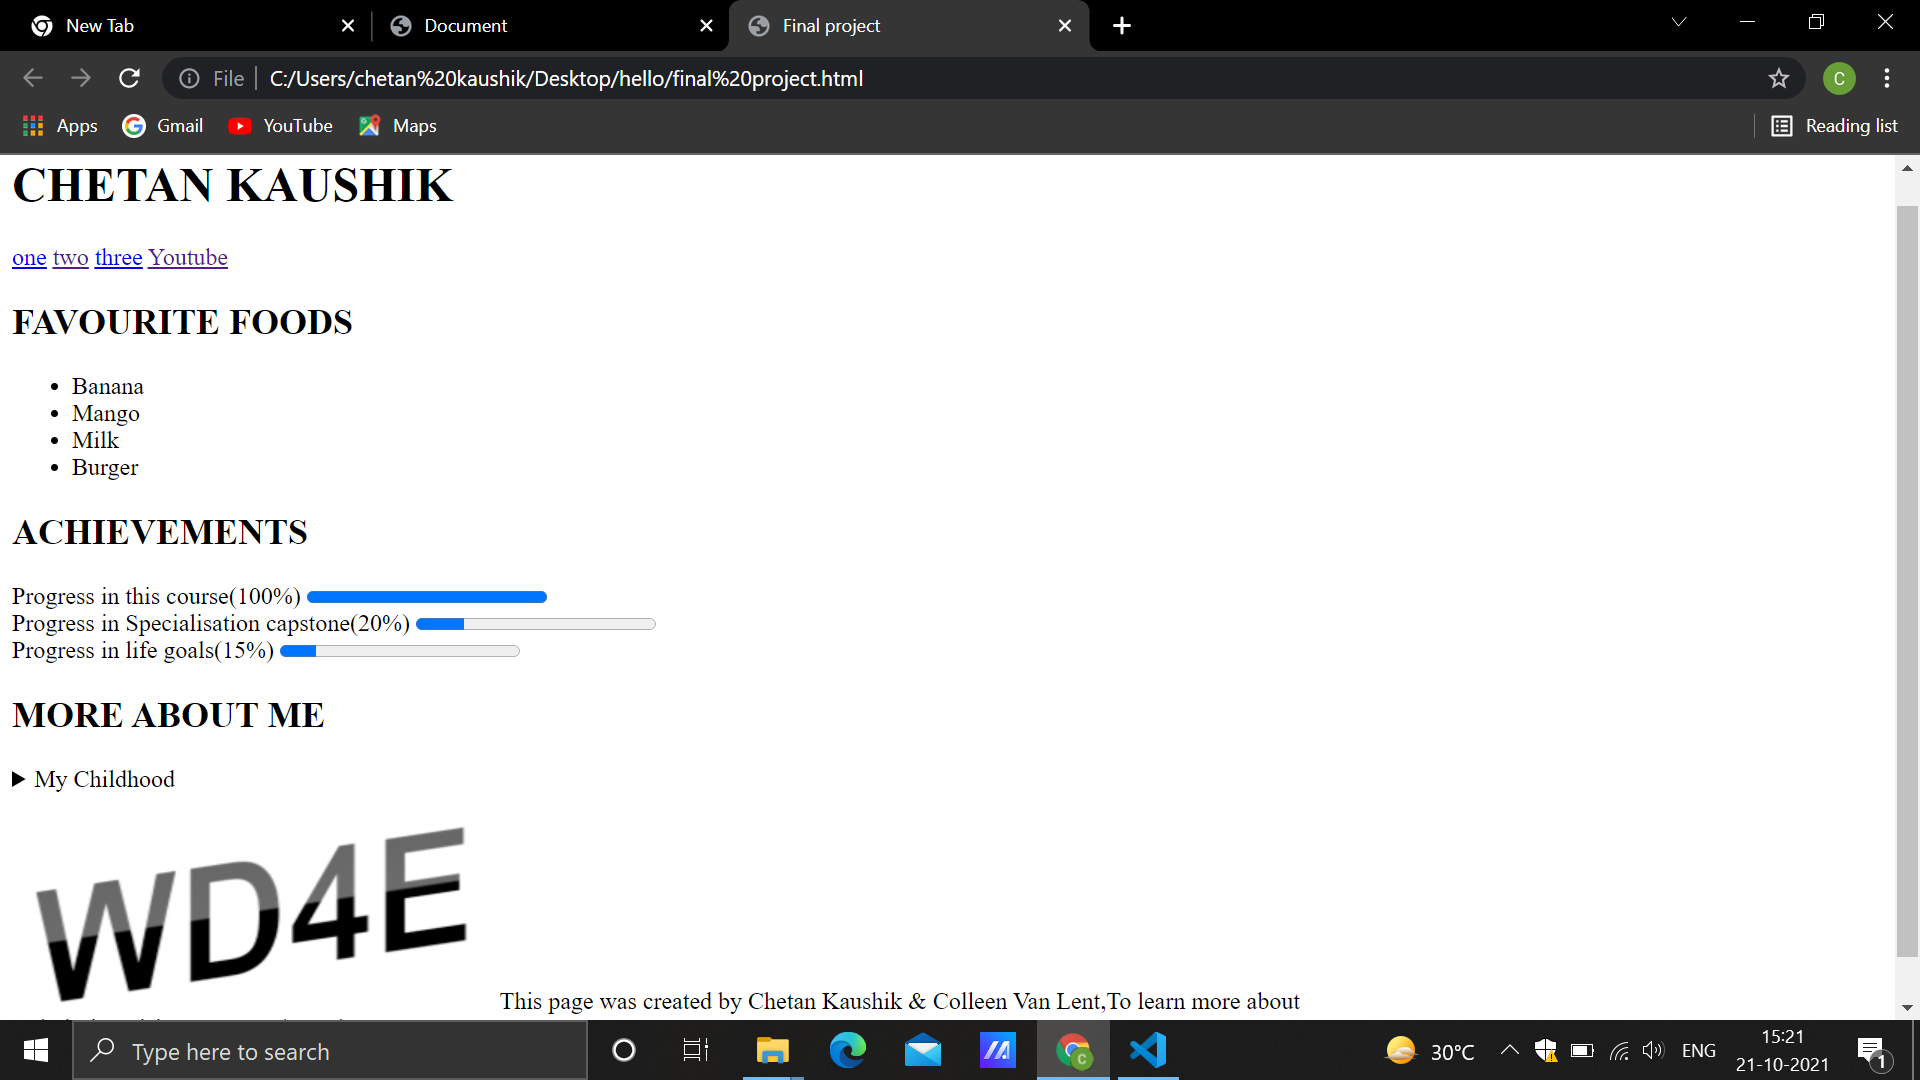 New Tab
Document
Final project
File
C:/Users/chetan%20kaushik/Desktop/hello/final%20project.html
C
Apps
Gmail
YouTube
Maps
Reading list
CHETAN KAUSHIK
one two three Youtube
FAVOURITE FOODS
• Banana
• Mango
• Milk
• Burger
ACHIEVEMENTS
Progress in this course(100%)
Progress in Specialisation capstone(20%)
Progress in life goals(15%)
MORE ABOUT ME
My Childhood
WD4E
This page was created by Chetan Kaushik & Colleen Van Lent,To learn more about
Type here to search
C
30°C
ENG
15:21
21-10-2021
1